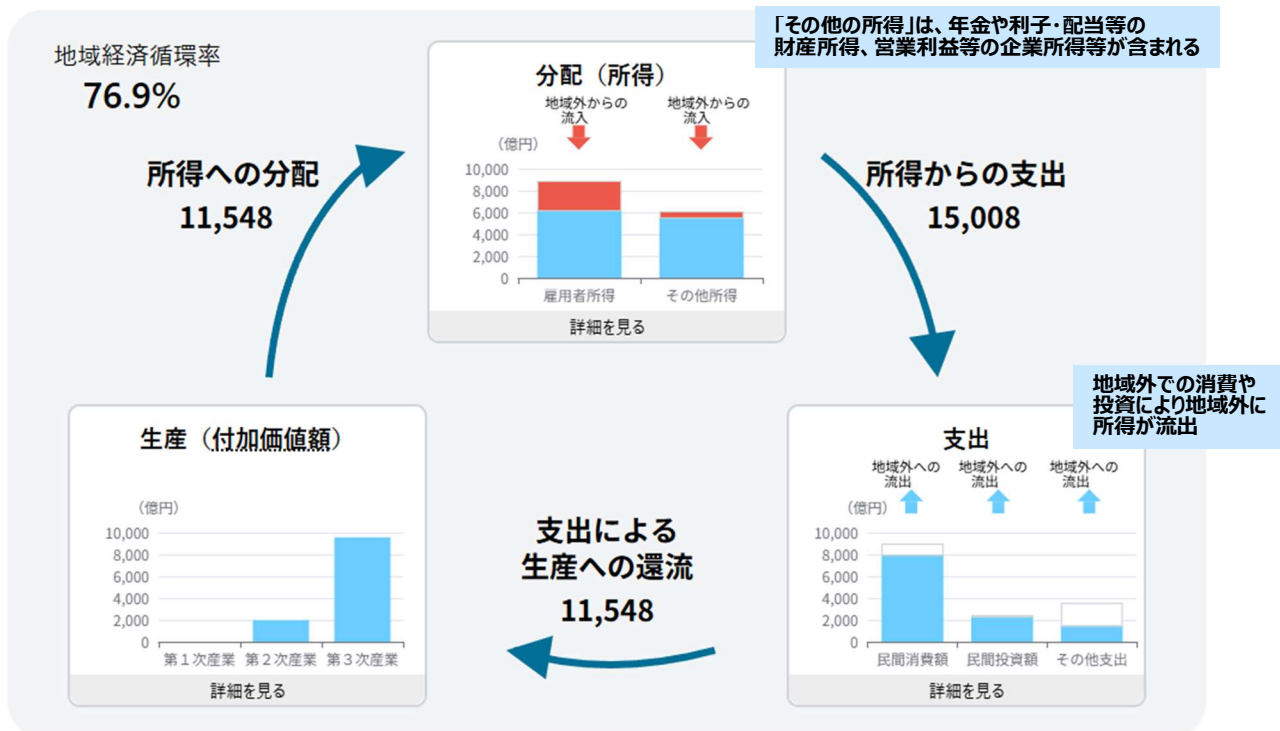 「その他の所得」は、年金や利子・配当等の
財産所得、営業利益等の企業所得等が含まれる
地域経済循環率
76.9%
分配（所得）
地域外からの
流入
地域外からの
流入
（億円）
10,000
8,000
6,000
4,000
2,000
0
雇用者所得
その他所得
詳細を見る
所得への分配
11,548
所得からの支出
15,008
地域外での消費や
投資により地域外に
所得が流出
生産（付加価値額）
（億円）
10,000
8,000
6,000
4,000
2,000
0
第１次産業
第２次産業
第３次産業
詳細を見る
支出による
生産への還流
11,548
支出
地域外への
流出
地域外への
流出
地域外への
流出
（億円）
10,000
8,000
6,000
4,000
2,000
0
民間消費額
民間投資額
その他支出
詳細を見る